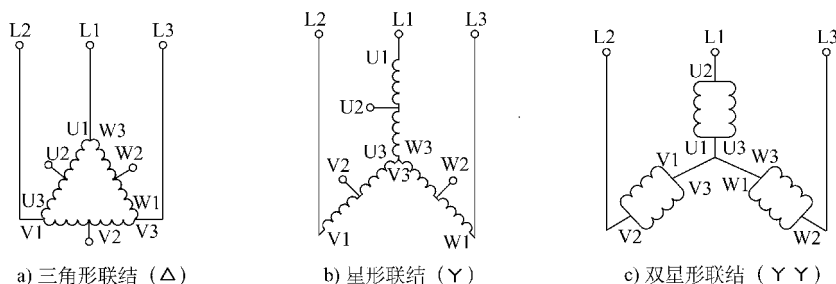 L2 L1 L3
U1 W3
U2 W2
U3 W1
V1 V2 V3
a) 三角形联结（△）
L2 L1 L3
U1
U2
U3 W3
V2 V3 W2
V1 W1
b) 星形联结（Y）
L2 L1 L3
U2
U1 U3
V1 W3
V3 W1
V2 W2
c) 双星形联结（Y Y）